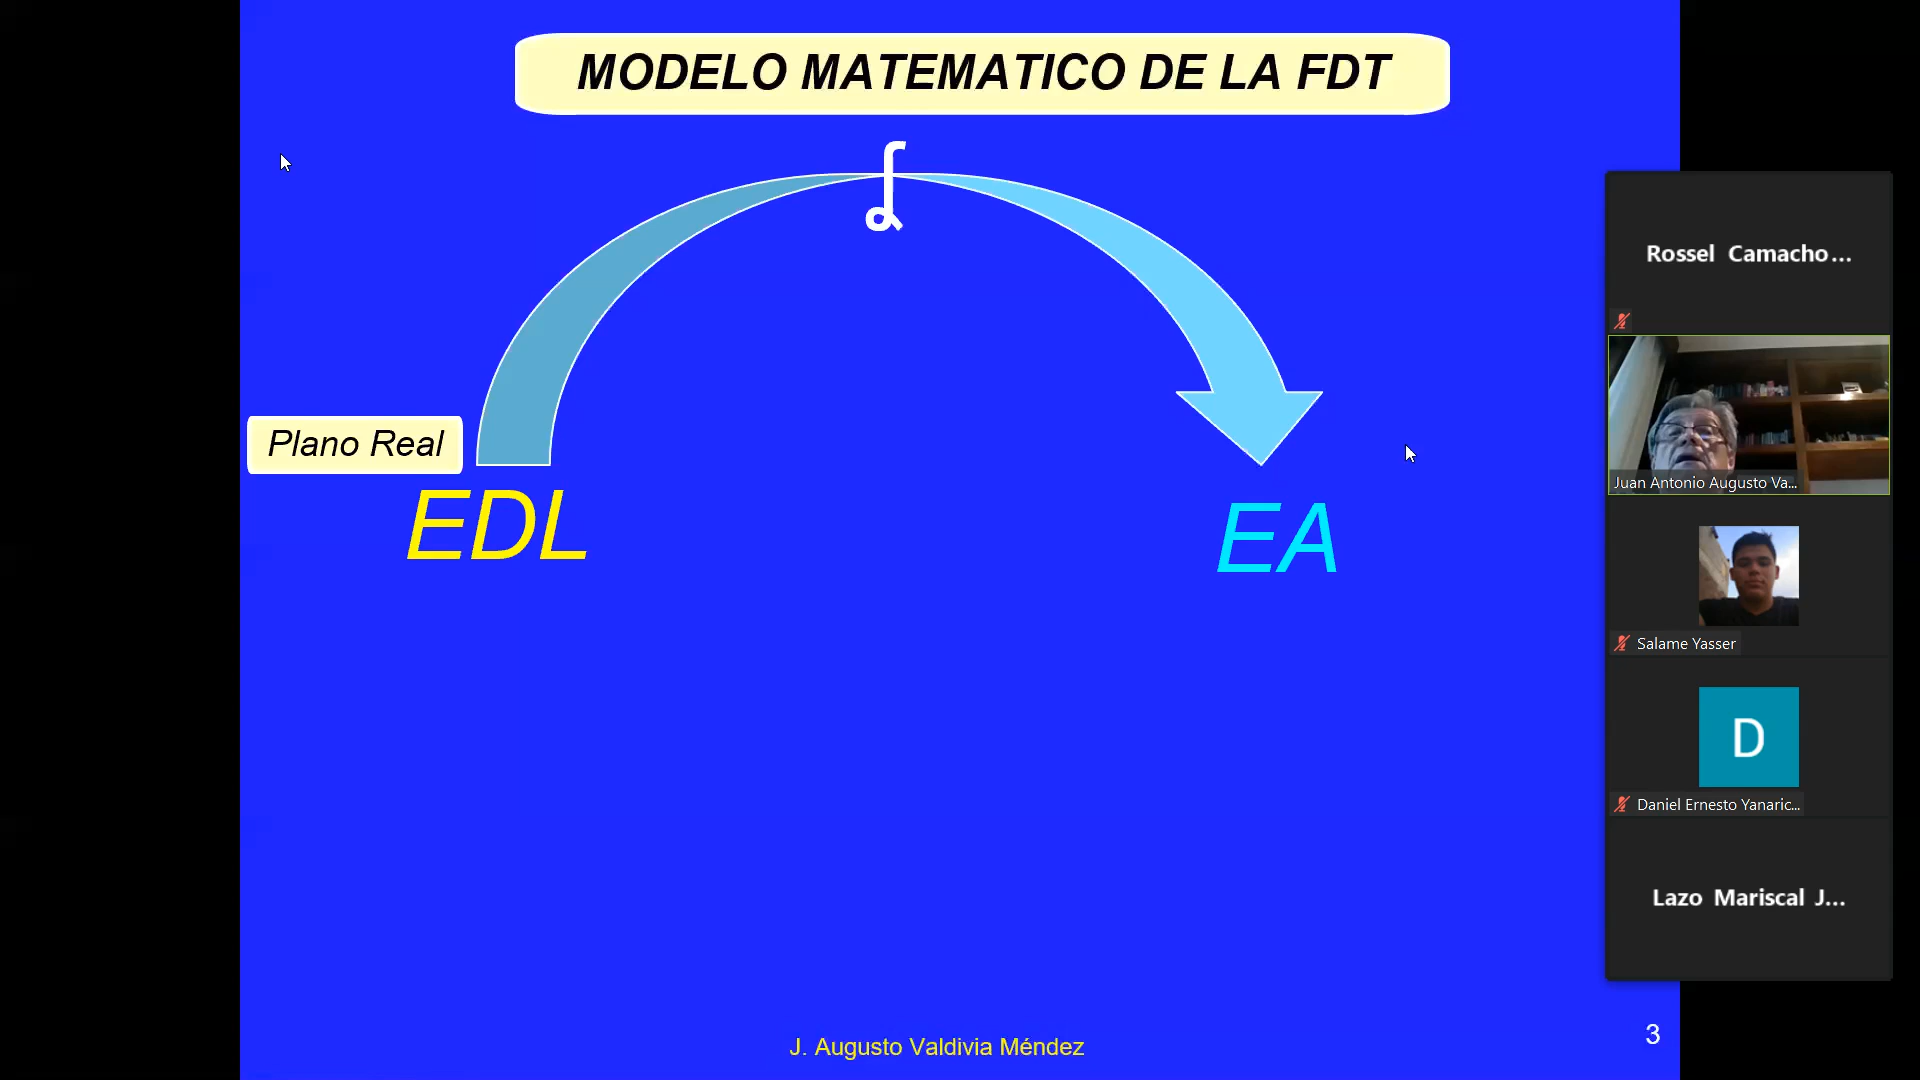 MODELO MATEMATICO DE LA FDT
Plano Real
EDL
EA
J. Augusto Valdivia Méndez
3
Rossel Camacho...
Juan Antonio Augusto Va...
Salame Yasser
D
Daniel Ernesto Yanaric...
Lazo Mariscal J...